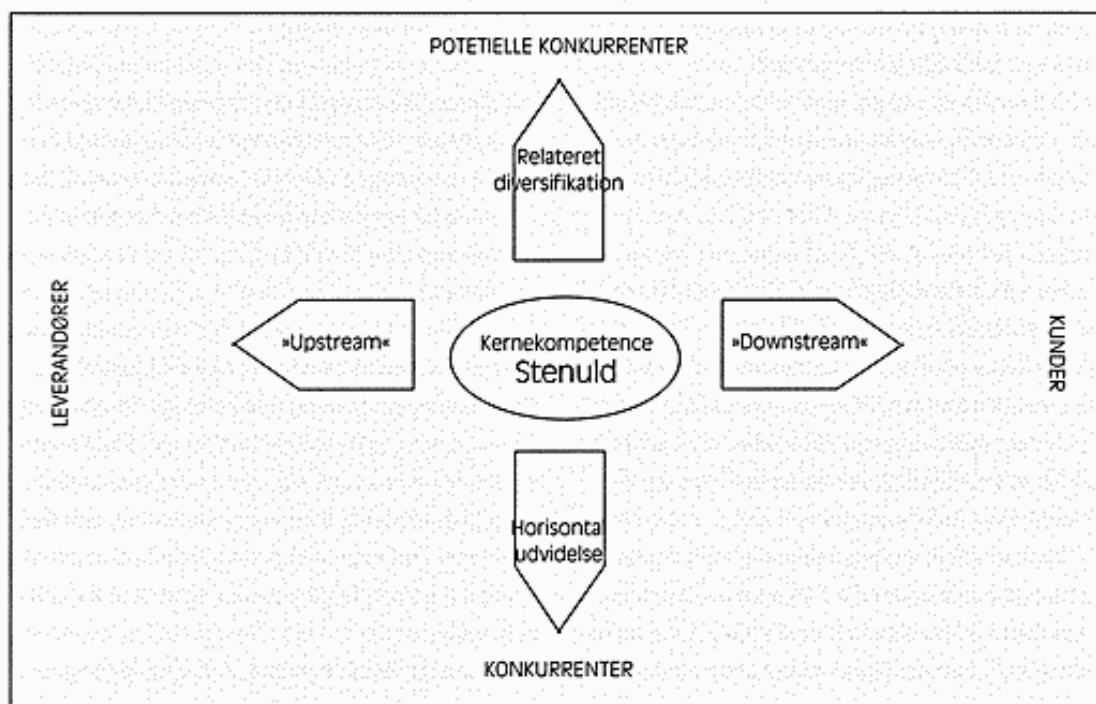 POTETIELLE KONKURRENTER
Relateret
diversifikation
LEVERANDØRER
»Upstream«
Kernekompetence
Stenuld
»Downstream«
KUNDER
Horisontal
udvidelse
KONKURRENTER